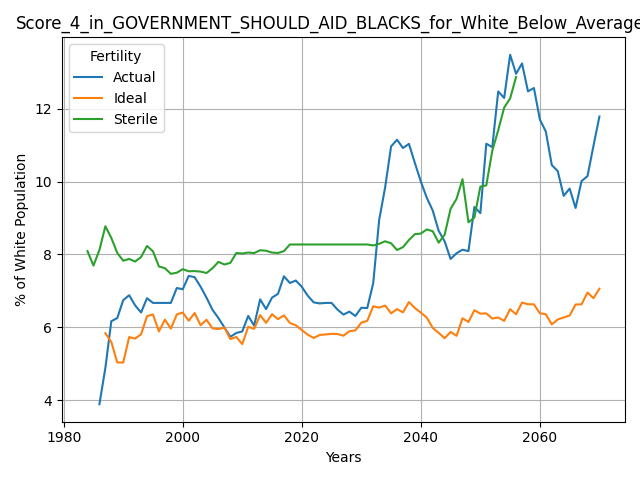 Score_4_in_GOVERNMENT_SHOULD_AID_BLACKS_for_White_Below_Average
Fertility
Actual
Ideal
Sterile
% of White Population
12
10
8
6
4
1980 2000 2020 2040 2060
Years